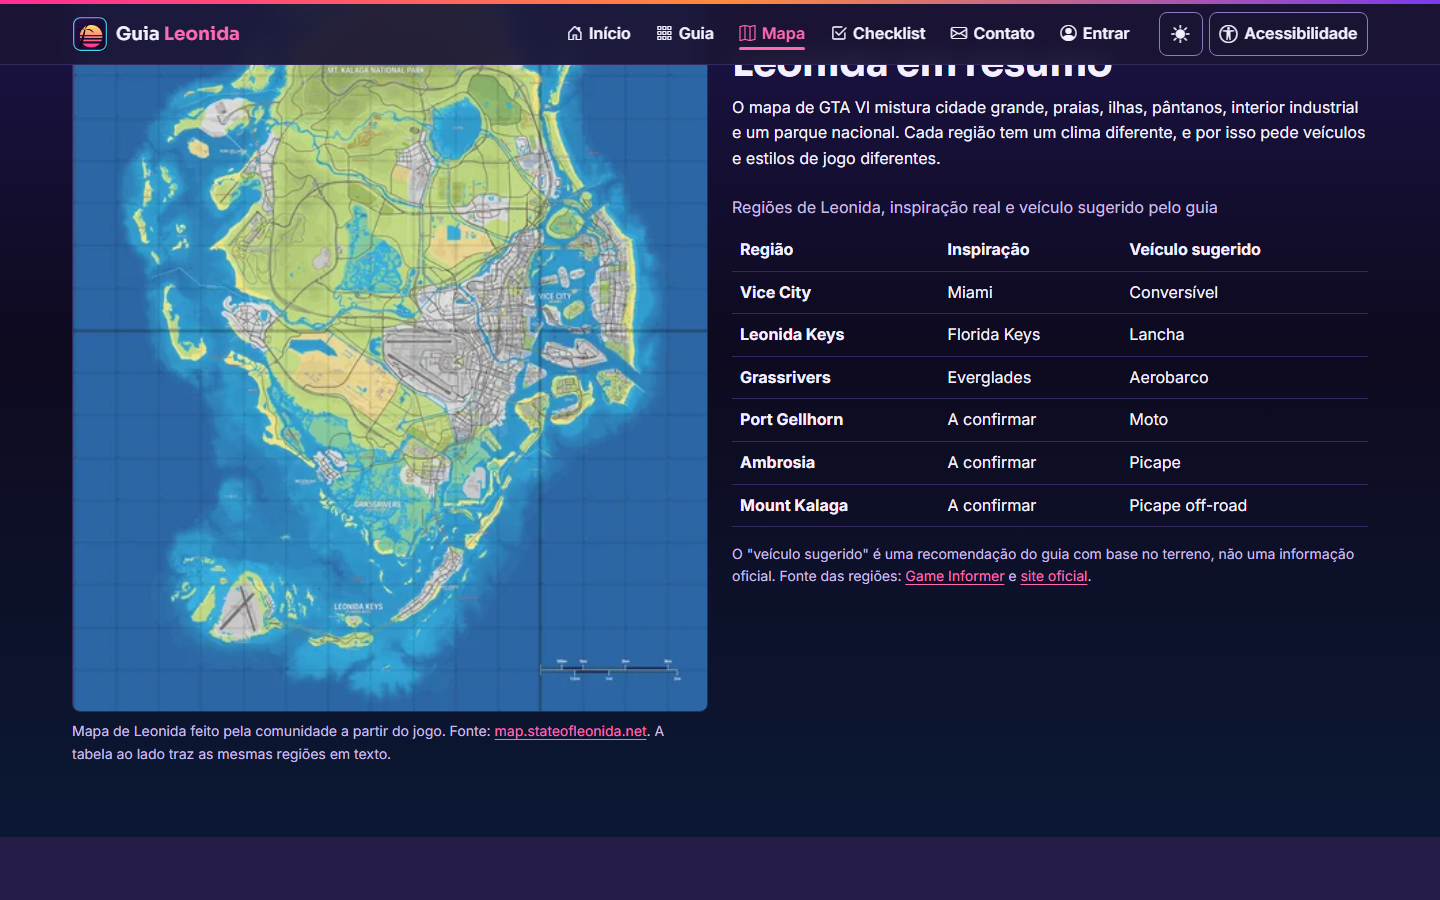 Guia Leonida
Início
Guia
Mapa
Checklist
Contato
Entrar
Acessibilidade
MT. KALAGA NATIONAL PARK
VICE CITY
GRASSRIVERS
LEONIDA KEYS
Mapa de Leonida feito pela comunidade a partir do jogo. Fonte: map.stateofleonida.net. A
tabela ao lado traz as mesmas regiões em texto.
Leonida em resumo
O mapa de GTA VI mistura cidade grande, praias, ilhas, pântanos, interior industrial
e um parque nacional. Cada região tem um clima diferente, e por isso pede veículos
e estilos de jogo diferentes.
Regiões de Leonida, inspiração real e veículo sugerido pelo guia
Região Inspiração Veículo sugerido
Vice City Miami Conversível
Leonida Keys Florida Keys Lancha
Grassrivers Everglades Aerobarco
Port Gellhorn A confirmar Moto
Ambrosia A confirmar Picape
Mount Kalaga A confirmar Picape off-road
O "veículo sugerido" é uma recomendação do guia com base no terreno, não uma informação
oficial. Fonte das regiões: Game Informer e site oficial.